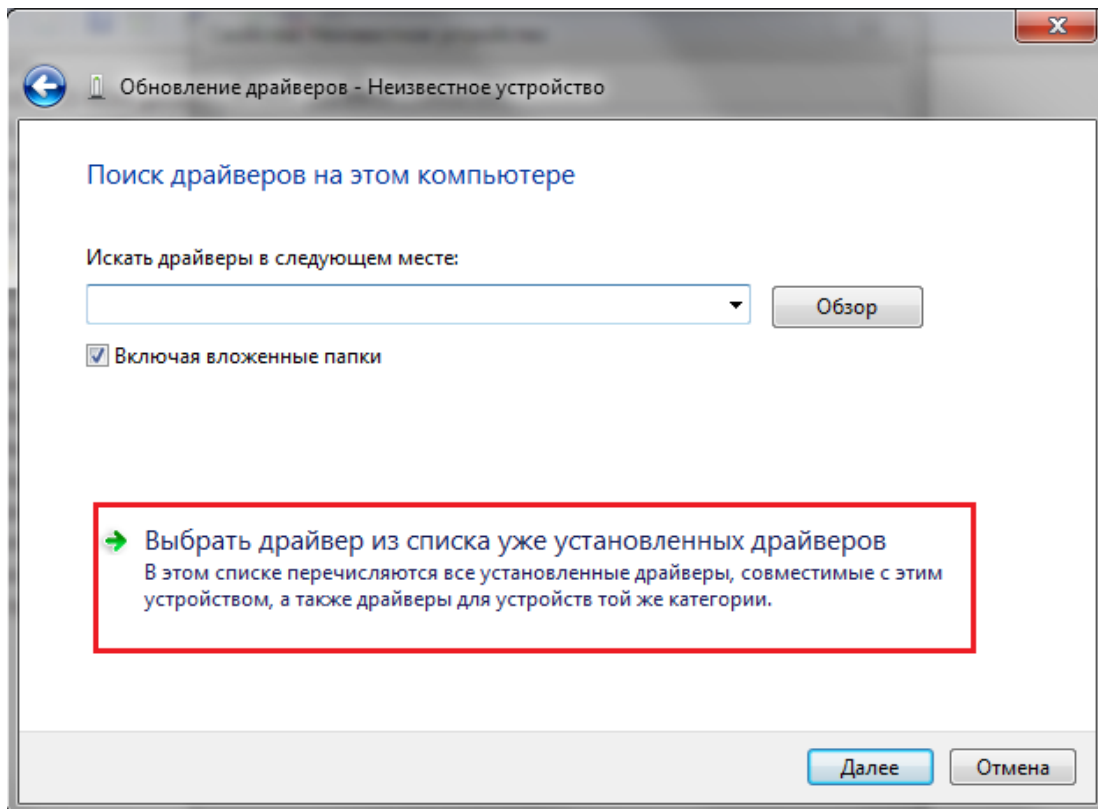 Обновление драйверов - Неизвестное устройство
Поиск драйверов на этом компьютере
Искать драйверы в следующем месте:
Обзор
Включая вложенные папки
Выбрать драйвер из списка уже установленных драйверов
В этом списке перечисляются все установленные драйверы, совместимые с этим
устройством, а также драйверы для устройств той же категории.
Далее
Отмена